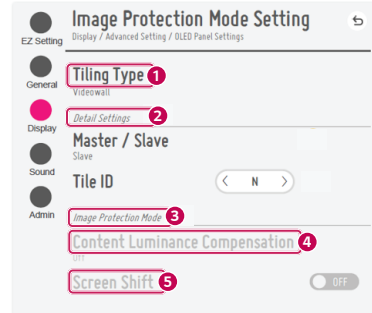 Image Protection Mode Setting
Display / Advanced Setting / OLED Panel Settings
EZ Setting
General
Display
Sound
Admin
Tiling Type 1
Videowall
Detail Settings 2
Master / Slave
Slave
Tile ID
< N >
Image Protection Mode 3
Content Luminance Compensation 4
Off
Screen Shift 5
OFF